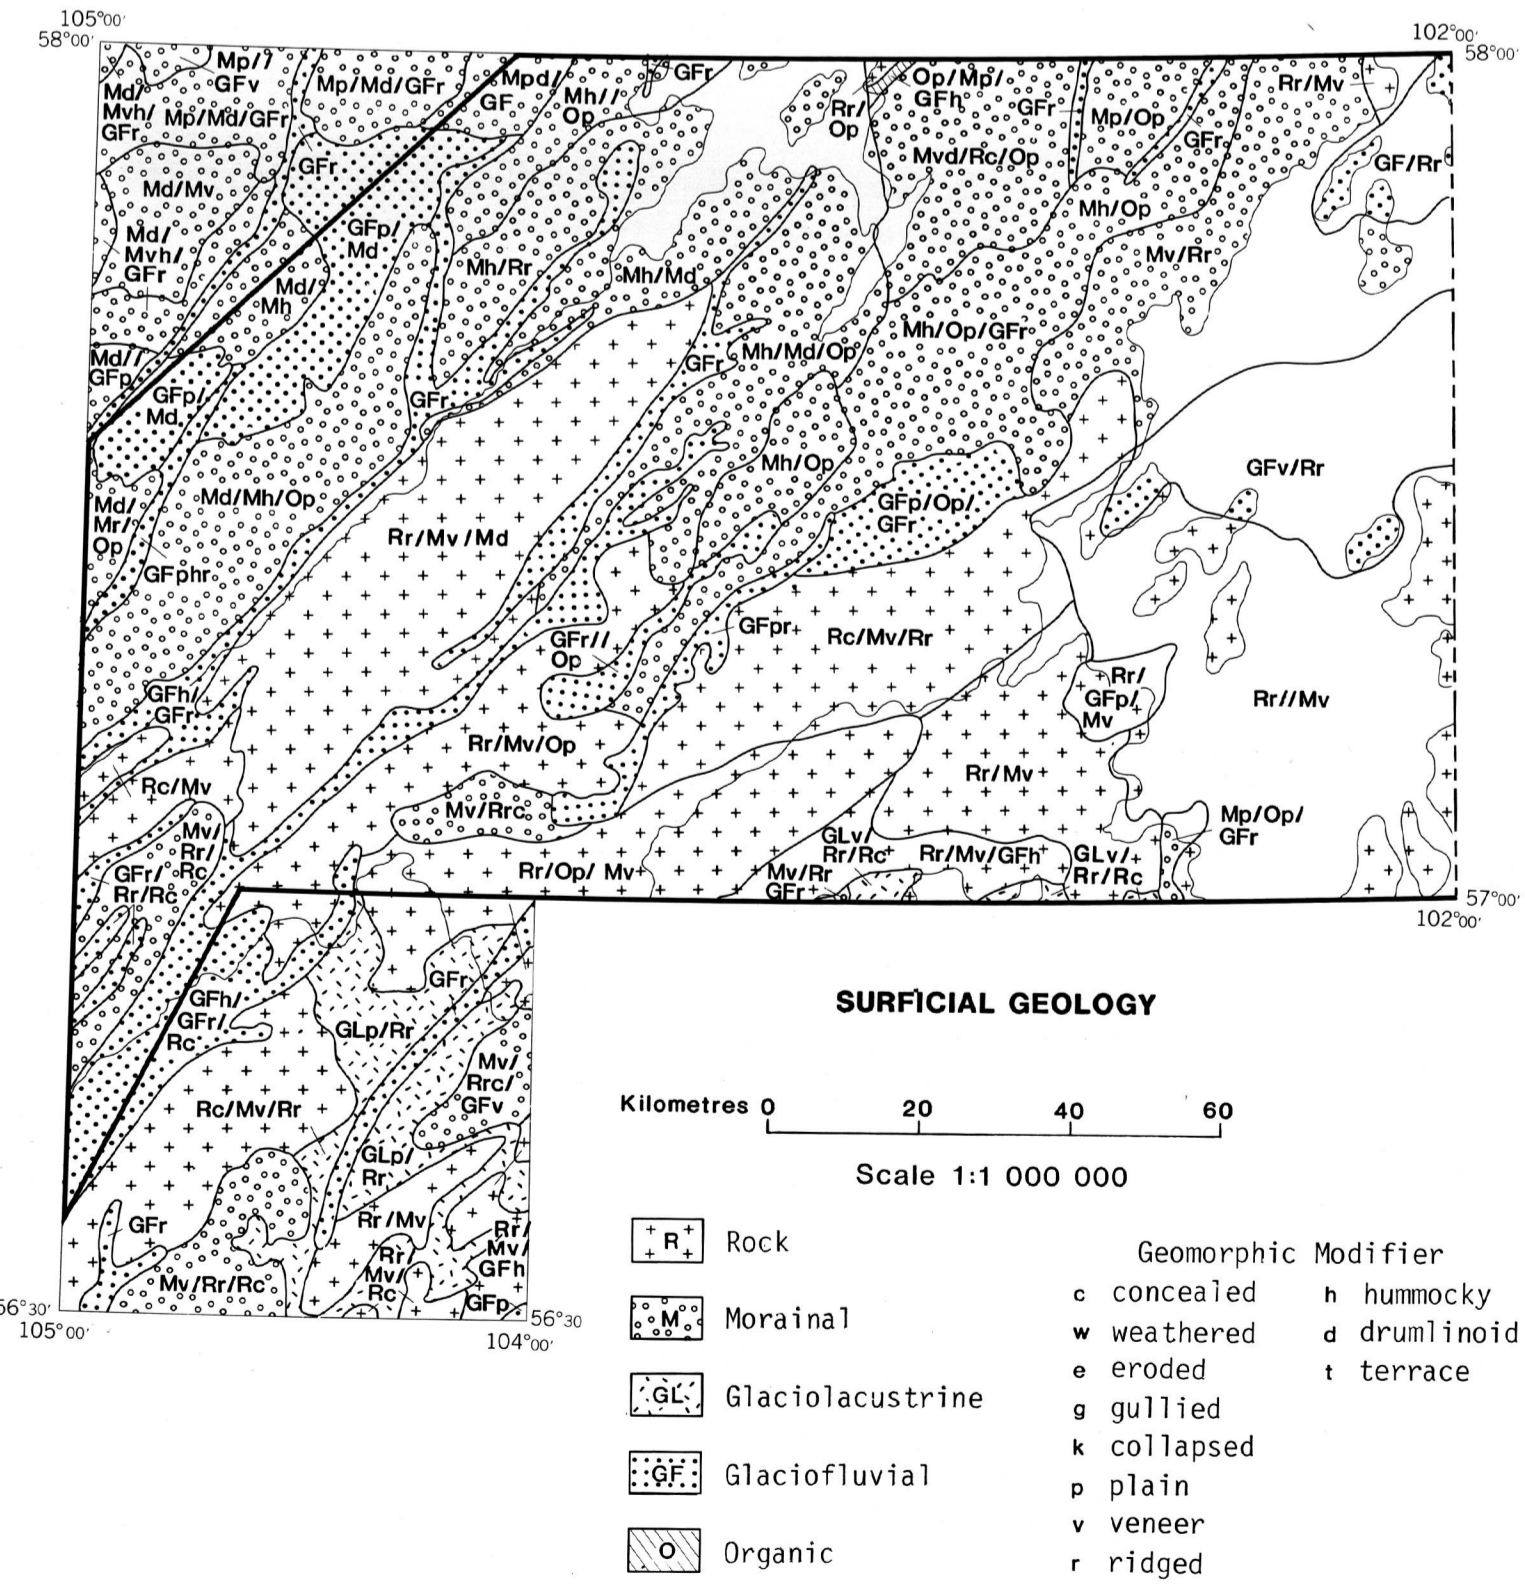 105°00'
58°00'
102°00'
58°00'
Mp//
GFv
Mp/Md/GFr
Mpd/
GF
GFr
Mh//
Op
Rr/
Op
Op/Mp/
GFh
GFr
Mp/Op
GFr
Rr/Mv
Md/
Mvh/
GFr
Mp/Md/GFr
GFr
Mvd/Rc/Op
GF/Rr
Md/Mv
Mh/Op
Md/
Mvh/
GFr
GFp/
Md
Mh/Rr
Mh/Md
Mv/Rr
Md/
Mh
Mh/Op/GFr
Md//
GFp
GFr
Mh/Md/Op
GFp/
Md
GFr
Mh/Op
GFv/Rr
Md/
Mr/
Op
Md/Mh/Op
GFp/Op/
GFr
Rr/Mv/Md
GFphr
GFr//
Op
GFpr
Rc/Mv/Rr
GFh/
GFr
Rr/
GFp/
Mv
Rr//Mv
Rr/Mv/Op
Rc/Mv
Rr/Mv
Mv/Rrc
Mp/Op/
GFr
Mv/
Rr/
Rc
GFr/
Rr/Rc
Rr/Op/ Mv
Mv/Rr
GFr
GLv/
Rr/Rc
Rr/Mv/GFh
GLv/
Rr/Rc
57°00'
102°00'
GFr
GFh/
GFr/
Rc
GLp/Rr
Mv/
Rrc/
GFv
Rc/Mv/Rr
GLp/
Rr
GFr
Rr/Mv
Rr/
Mv/
Rc
Rr/
Mv/
GFh
Mv/Rr/Rc
GFp
56°30'
105°00'
56°30
104°00'
SURFICIAL GEOLOGY
Kilometres 0 20 40 60
Scale 1:1 000 000
R Rock
M Morainal
GL Glaciolacustrine
GF Glaciofluvial
O Organic
Geomorphic Modifier
c concealed
w weathered
e eroded
g gullied
k collapsed
p plain
v veneer
r ridged
h hummocky
d drumlinoid
t terrace